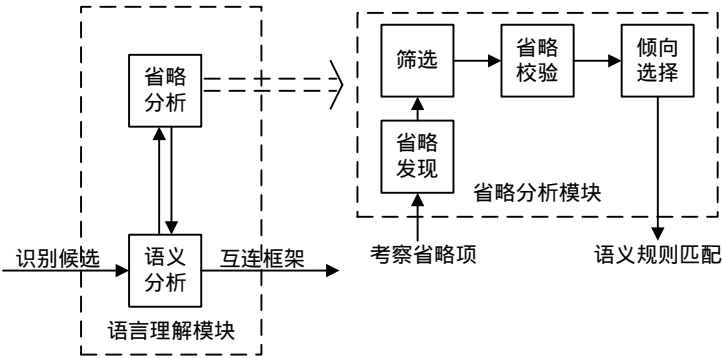 省略
分析
识别候选
语义
分析
互连框架
语言理解模块
筛选
省略
校验
倾向
选择
省略
发现
省略分析模块
考察省略项
语义规则匹配